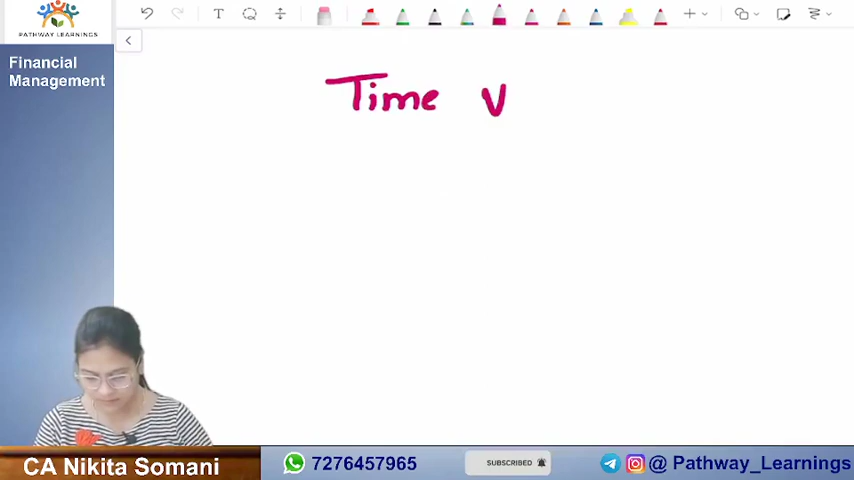 PATHWAY LEARNINGS
Financial
Management
T
Time V
CA Nikita Somani
7276457965
SUBSCRIBED
@ Pathway_Learnings